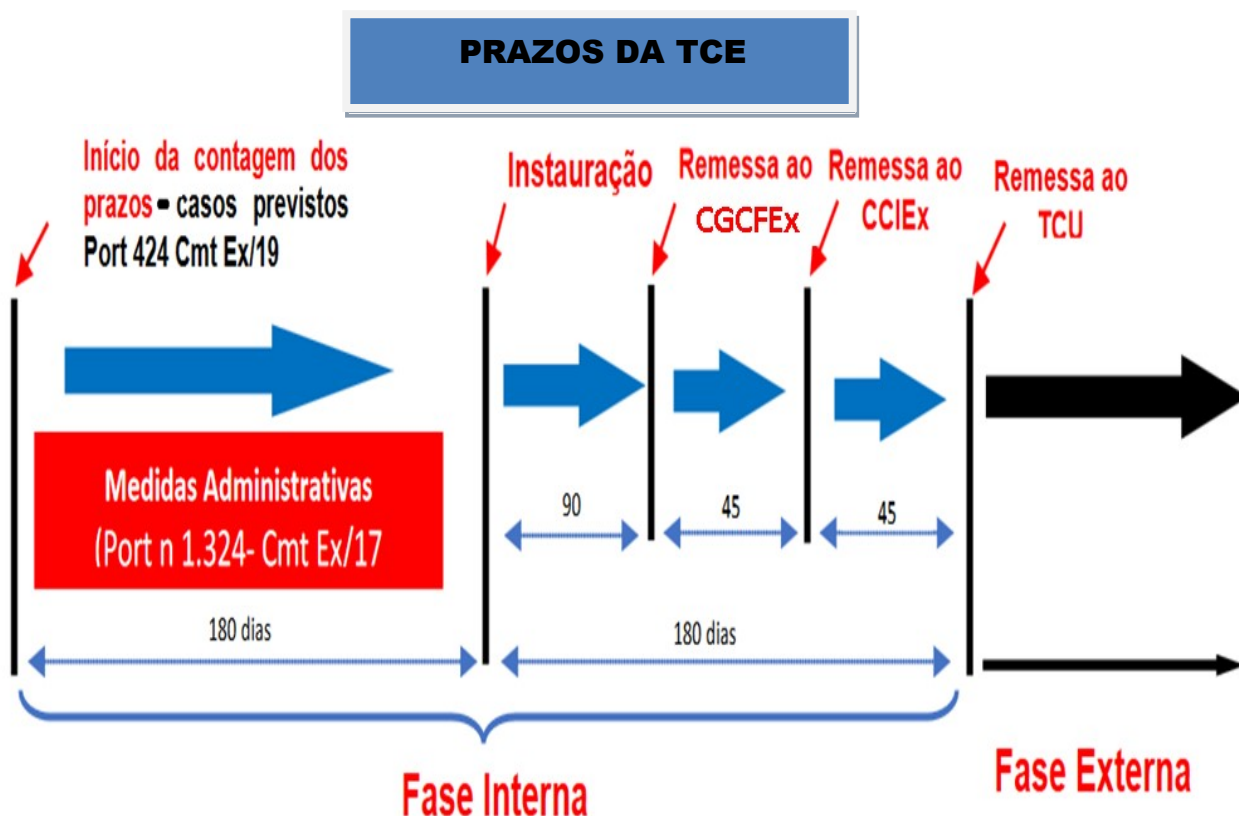 PRAZOS DA TCE
Início da contagem dos
prazos - casos previstos
Port 424 Cmt Ex/19
Instauração
Remessa ao
CGCFEx
Remessa ao
CCIEx
Remessa ao
TCU
Medidas Administrativas
(Port n 1.324- Cmt Ex/17
90
45
45
180 dias
180 dias
Fase Interna
Fase Externa